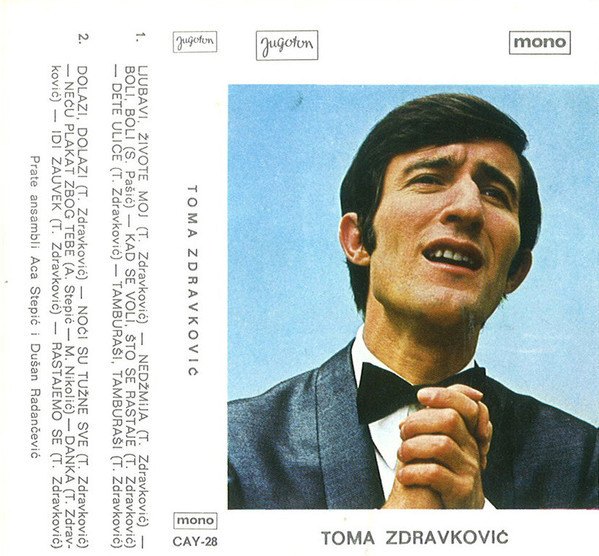 1. LJUBAVI, ŽIVOTE MOJ (T. Zdravković) — NEDŽMIJA (T. Zdravković) —
BOLI, BOLI (S. Pašić) — KAD SE VOLI, ŠTO SE RASTAJE (T. Zdravković)
— DETE ULICE (T. Zdravković) — TAMBURAŠI, TAMBURAŠI (T. Zdravković)
2. DOLAZI, DOLAZI (T. Zdravković) — NOĆI SU TUŽNE SVE (T. Zdravković)
— NEĆU PLAKAT ZBOG TEBE (A. Stepić — M. Nikolić) — DANKA (T. Zdrav-
ković) — IDI ZAUVEK (T. Zdravković) — RASTAJEMO SE (T. Zdravković)
Prate ansambli Aca Stepić i Dušan Radančević
Jugoton
TOMA ZDRAVKOVIĆ
mono
CAY-28
Jugoton
mono
TOMA ZDRAVKOVIĆ